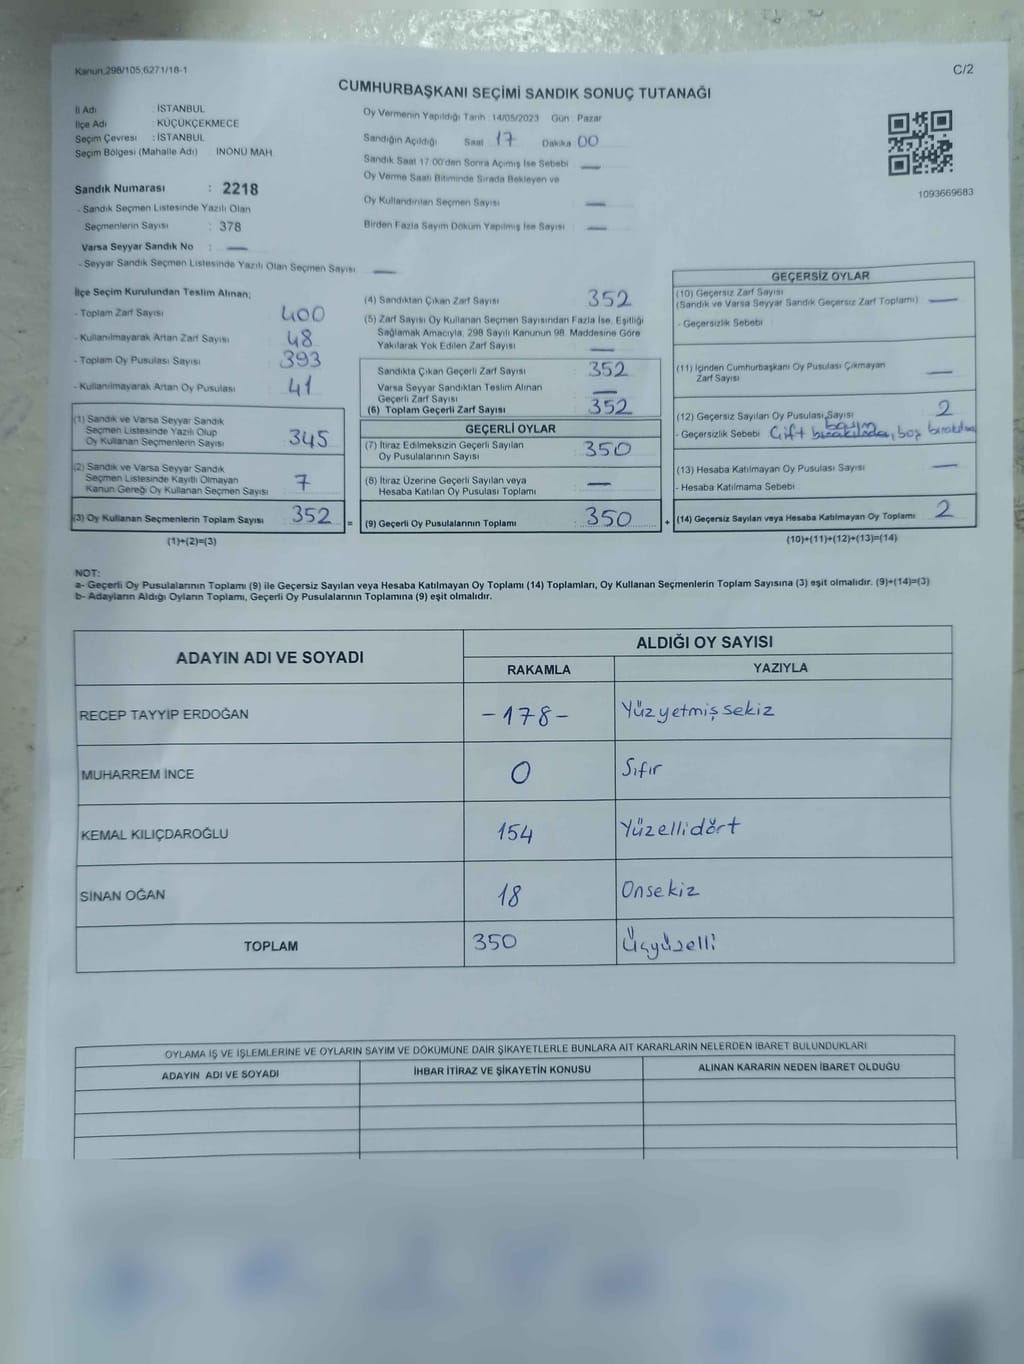 Kanun,298/105,6271/18-1
C/2
CUMHURBAŞKANI SEÇİMİ SANDIK SONUÇ TUTANAĞI
İl Adı : İSTANBUL
İlçe Adı : KÜÇÜKÇEKMECE
Seçim Çevresi : İSTANBUL
Seçim Bölgesi (Mahalle Adı) İNÖNÜ MAH.
Sandık Numarası : 2218
- Sandık Seçmen Listesinde Yazılı Olan
Seçmenlerin Sayısı : 378
Varsa Seyyar Sandık No : —
- Seyyar Sandık Seçmen Listesinde Yazılı Olan Seçmen Sayısı —
Oy Vermenin Yapıldığı Tarih : 14/05/2023 Gün : Pazar
Sandığın Açıldığı Saat 17 Dakika 00
Sandık Saat 17:00'den Sonra Açımış İse Sebebi —
Oy Verme Saati Bitiminde Sırada Bekleyen ve
Oy Kullandırılan Seçmen Sayısı —
Birden Fazla Sayım Döküm Yapılmış İse Sayısı —
1093669683
İlçe Seçim Kurulundan Teslim Alınan;
- Toplam Zarf Sayısı 400
- Kullanılmayarak Artan Zarf Sayısı 48
- Toplam Oy Pusulası Sayısı 393
- Kullanılmayarak Artan Oy Pusulası 41
(1) Sandık ve Varsa Seyyar Sandık
Seçmen Listesinde Yazılı Olup
Oy Kullanan Seçmenlerin Sayısı 345
(2) Sandık ve Varsa Seyyar Sandık
Seçmen Listesinde Kayıtlı Olmayan
Kanun Gereği Oy Kullanan Seçmen Sayısı 7
(3) Oy Kullanan Seçmenlerin Toplam Sayısı 352 =
(1)+(2)=(3)
(4) Sandıktan Çıkan Zarf Sayısı 352
(5) Zarf Sayısı Oy Kullanan Seçmen Sayısından Fazla İse, Eşitliği
Sağlamak Amacıyla, 298 Sayılı Kanunun 98. Maddesine Göre
Yakılarak Yok Edilen Zarf Sayısı —
Sandıkta Çıkan Geçerli Zarf Sayısı 352
Varsa Seyyar Sandıktan Teslim Alınan
Geçerli Zarf Sayısı —
(6) Toplam Geçerli Zarf Sayısı 352
GEÇERLİ OYLAR
(7) İtiraz Edilmeksizin Geçerli Sayılan
Oy Pusulalarının Sayısı 350
(8) İtiraz Üzerine Geçerli Sayılan veya
Hesaba Katılan Oy Pusulası Toplamı —
(9) Geçerli Oy Pusulalarının Toplamı : 350 +
GEÇERSİZ OYLAR
(10) Geçersiz Zarf Sayısı
(Sandık ve Varsa Seyyar Sandık Geçersiz Zarf Toplamı) —
- Geçersizlik Sebebi
(11) İçinden Cumhurbaşkanı Oy Pusulası Çıkmayan
Zarf Sayısı —
(12) Geçersiz Sayılan Oy Pusulası Sayısı 2
- Geçersizlik Sebebi Çift basım, boş bırakılma
(13) Hesaba Katılmayan Oy Pusulası Sayısı —
- Hesaba Katılmama Sebebi
(14) Geçersiz Sayılan veya Hesaba Katılmayan Oy Toplamı 2
(10)+(11)+(12)+(13)=(14)
NOT:
a- Geçerli Oy Pusulalarının Toplamı (9) ile Geçersiz Sayılan veya Hesaba Katılmayan Oy Toplamı (14) Toplamları, Oy Kullanan Seçmenlerin Toplam Sayısına (3) eşit olmalıdır. (9)+(14)=(3)
b- Adayların Aldığı Oyların Toplamı, Geçerli Oy Pusulalarının Toplamına (9) eşit olmalıdır.
ADAYIN ADI VE SOYADI
ALDIĞI OY SAYISI
RAKAMLA YAZIYLA
RECEP TAYYİP ERDOĞAN -178- Yüzyetmişsekiz
MUHARREM İNCE 0 Sıfır
KEMAL KILIÇDAROĞLU 154 Yüzellidört
SİNAN OĞAN 18 Onsekiz
TOPLAM 350 Üçyüzelli
OYLAMA İŞ VE İŞLEMLERİNE VE OYLARIN SAYIM VE DÖKÜMÜNE DAİR ŞİKAYETLERLE BUNLARA AİT KARARLARIN NELERDEN İBARET BULUNDUKLARI
ADAYIN ADI VE SOYADI İHBAR İTİRAZ VE ŞİKAYETİN KONUSU ALINAN KARARIN NEDEN İBARET OLDUĞU